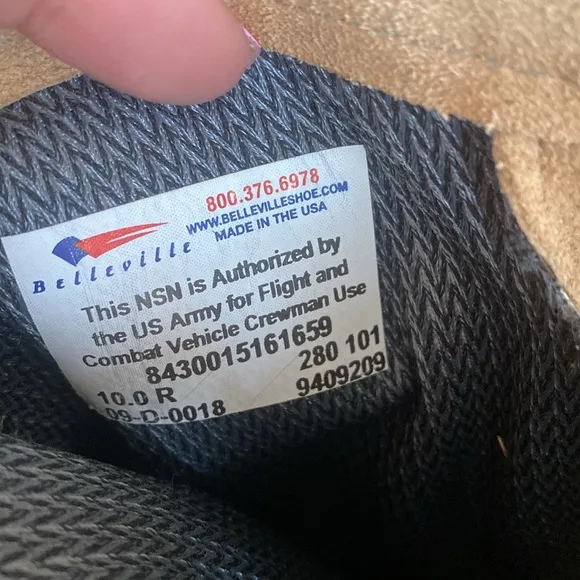 Belleville
800.376.6978
WWW.BELLEVILLESHOE.COM
MADE IN THE USA
This NSN is Authorized by
the US Army for Flight and
Combat Vehicle Crewman Use
8430015161659
10.0 R 280 101
09-D-0018 9409209